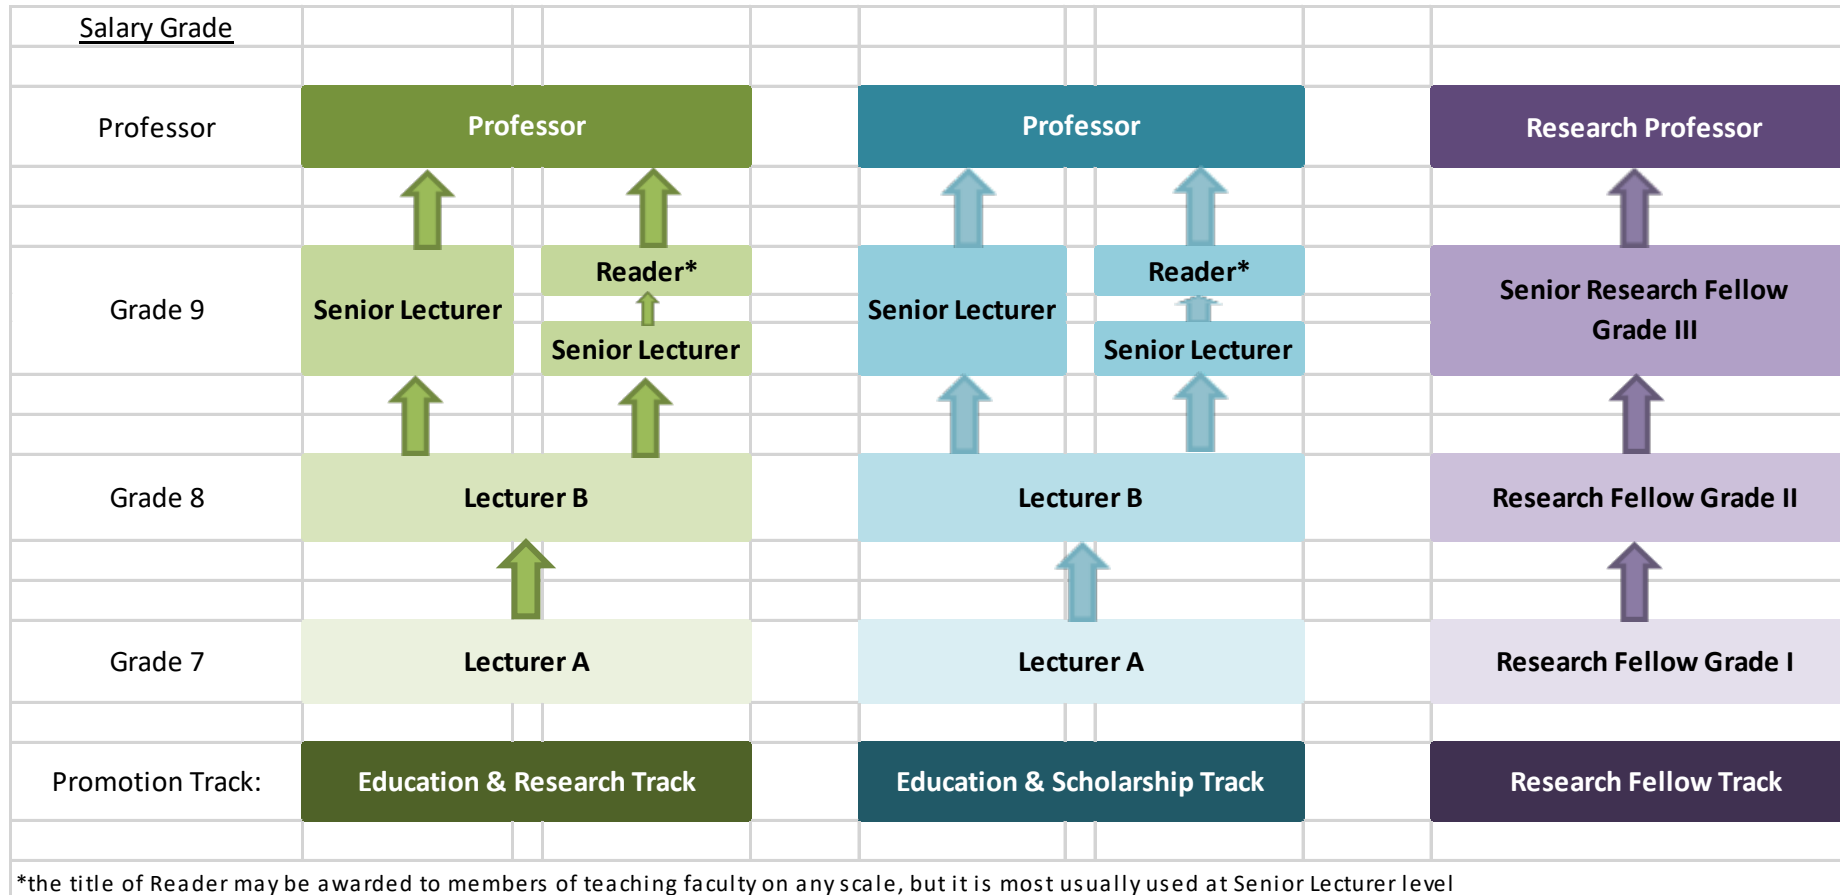 Salary Grade
Professor Professor Professor Research Professor
Reader* Reader*
Grade 9 Senior Lecturer Senior Lecturer Senior Research Fellow
Grade III
Senior Lecturer Senior Lecturer
Grade 8 Lecturer B Lecturer B Research Fellow Grade II
Grade 7 Lecturer A Lecturer A Research Fellow Grade I
Promotion Track: Education & Research Track Education & Scholarship Track Research Fellow Track
*the title of Reader may be awarded to members of teaching faculty on any scale, but it is most usually used at Senior Lecturer level